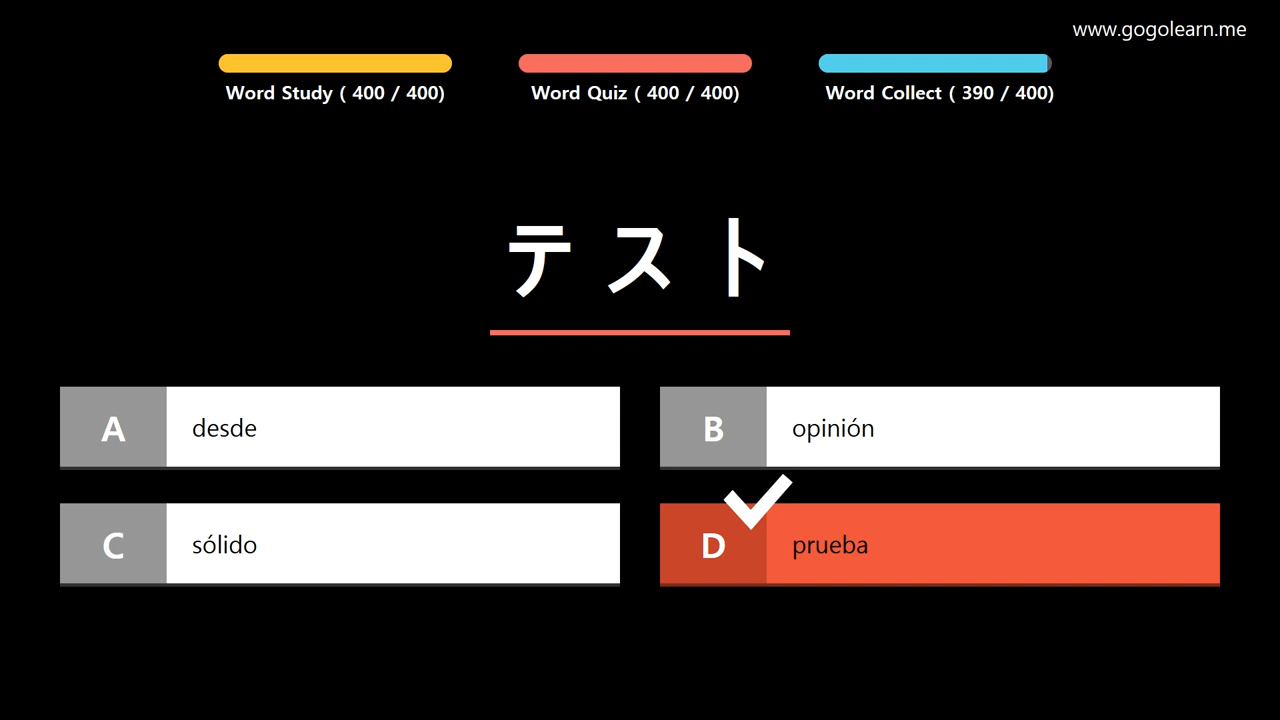 www.gogolearn.me
Word Study ( 400 / 400)
Word Quiz ( 400 / 400)
Word Collect ( 390 / 400)
テスト
A desde
B opinión
C sólido
D prueba